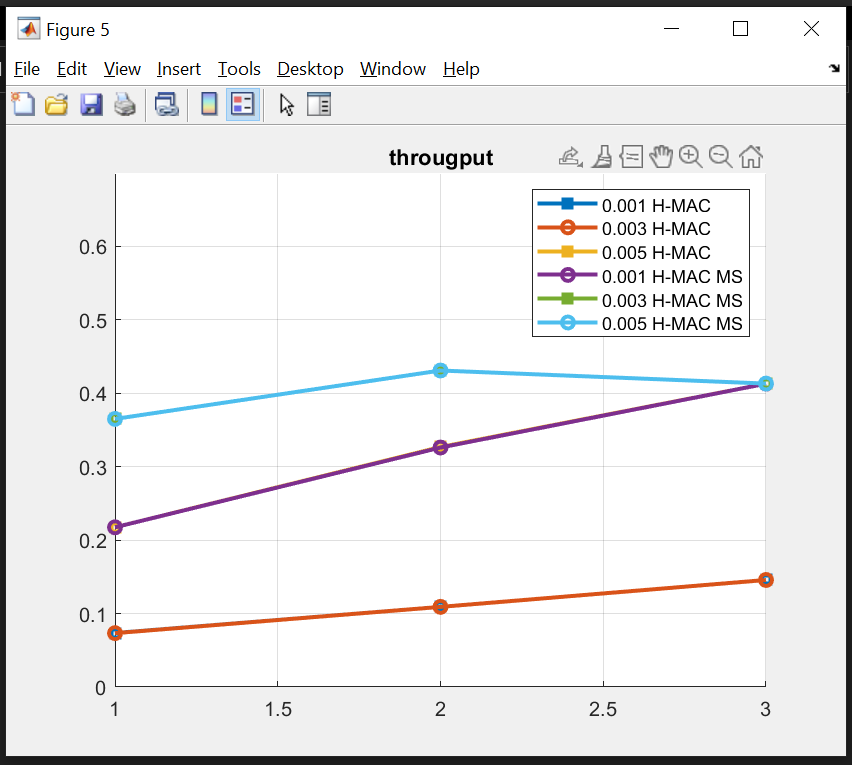 Figure 5
File Edit View Insert Tools Desktop Window Help
througput
0.001 H-MAC
0.003 H-MAC
0.005 H-MAC
0.001 H-MAC MS
0.003 H-MAC MS
0.005 H-MAC MS
0.6
0.5
0.4
0.3
0.2
0.1
0
1 1.5 2 2.5 3